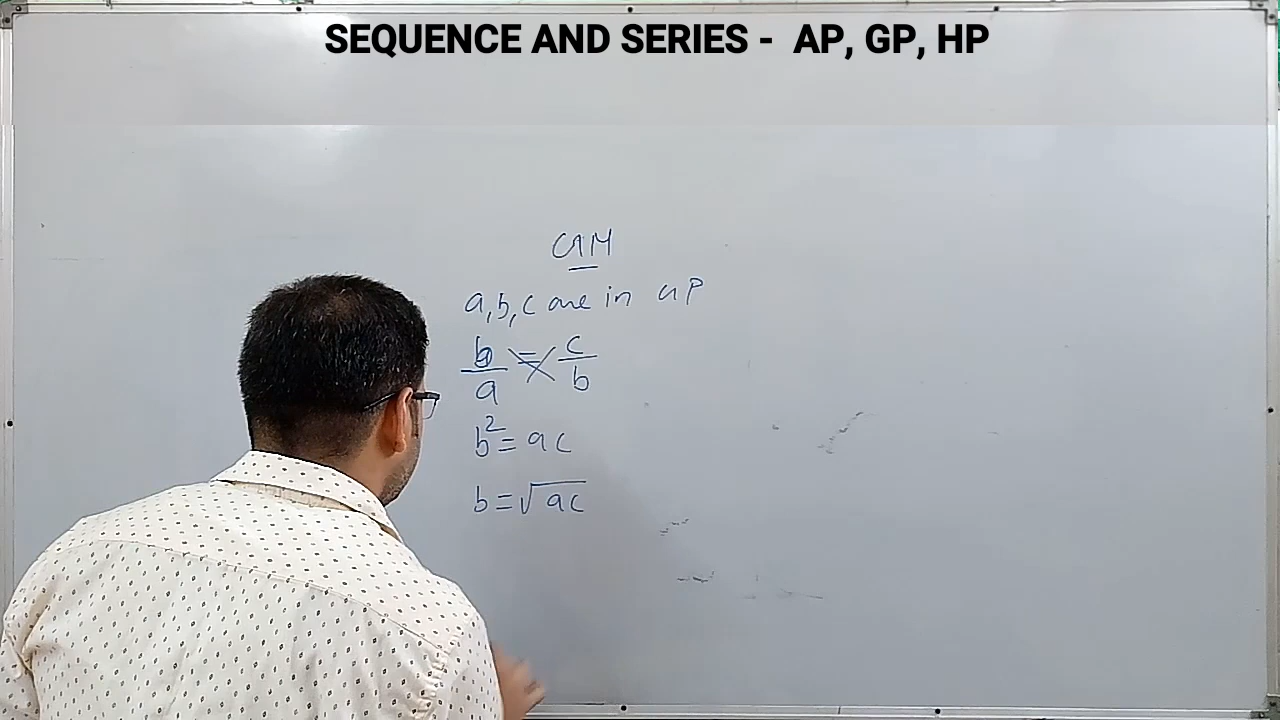 SEQUENCE AND SERIES - AP, GP, HP
GM
a, b, c are in GP
b/a = c/b
b² = ac
b = √ac